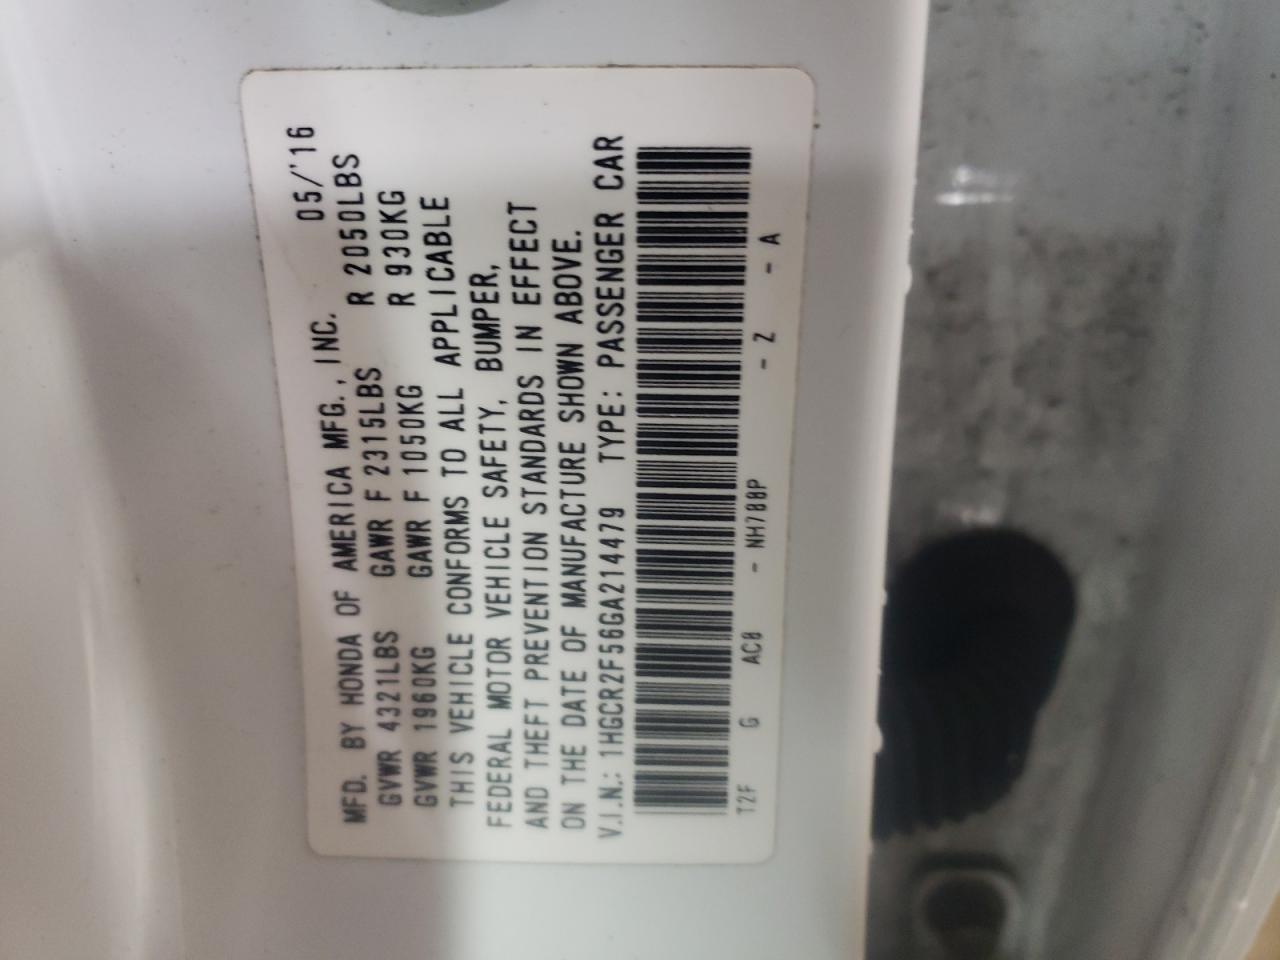 MFD. BY HONDA OF AMERICA MFG., INC. 05/'16
GVWR 4321LBS GAWR F 2315LBS R 2050LBS
GVWR 1960KG GAWR F 1050KG R 930KG
THIS VEHICLE CONFORMS TO ALL APPLICABLE
FEDERAL MOTOR VEHICLE SAFETY, BUMPER,
AND THEFT PREVENTION STANDARDS IN EFFECT
ON THE DATE OF MANUFACTURE SHOWN ABOVE.
V.I.N.: 1HGCR2F56GA214479 TYPE: PASSENGER CAR
T2F G AC0 - NH788P - Z - A